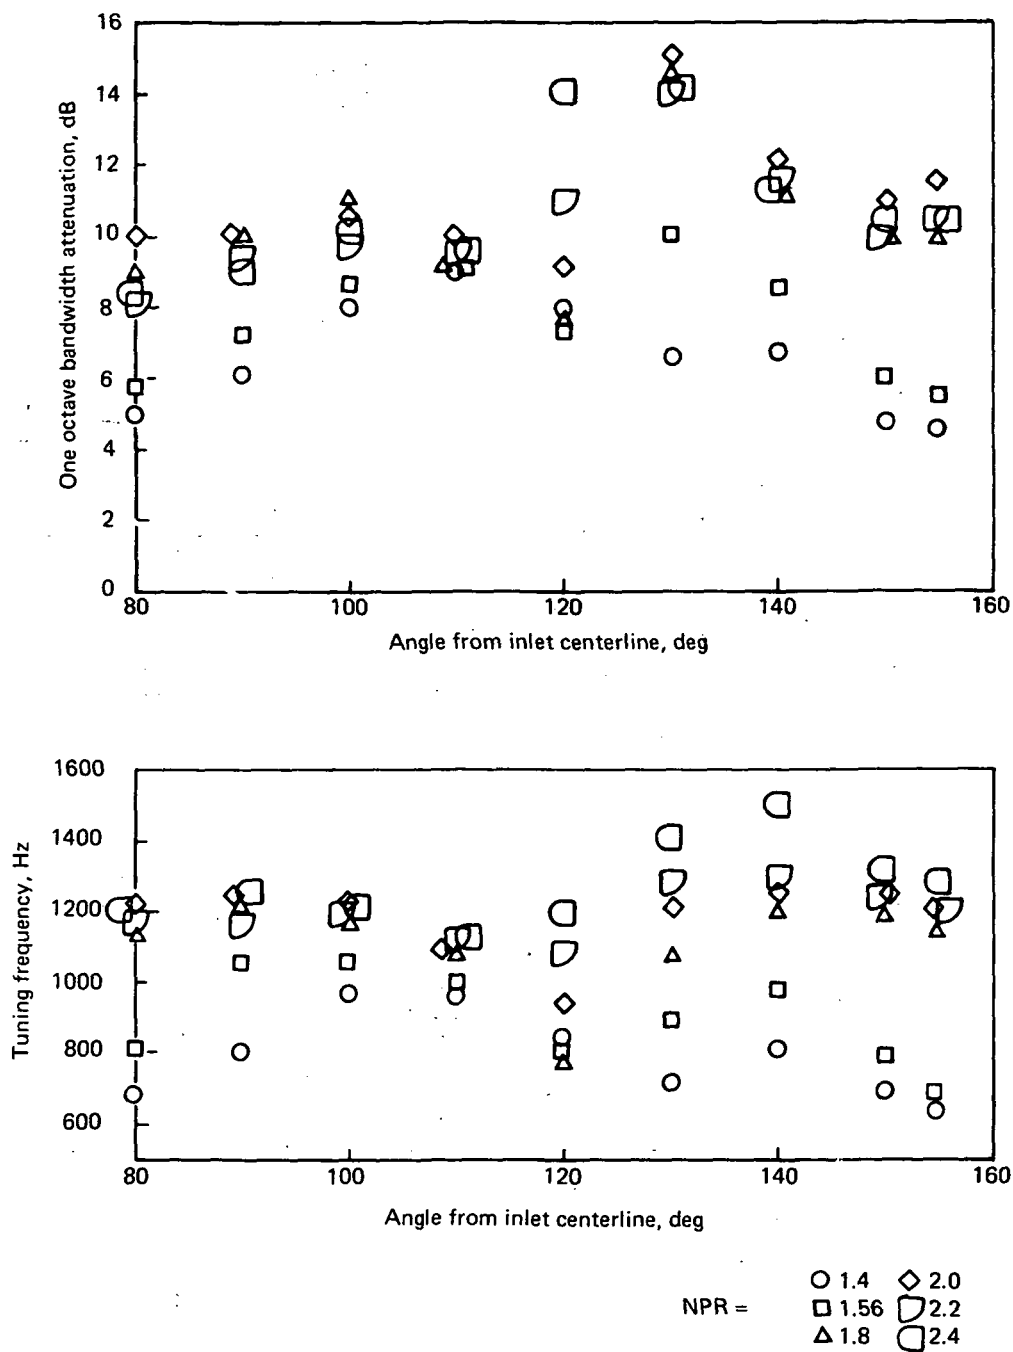 16
14
12
10
8
6
4
2
0
One octave bandwidth attenuation, dB
80 100 120 140 160
Angle from inlet centerline, deg
1600
1400
1200
1000
800
600
Tuning frequency, Hz
80 100 120 140 160
Angle from inlet centerline, deg
NPR =
1.4 2.0
1.56 2.2
1.8 2.4